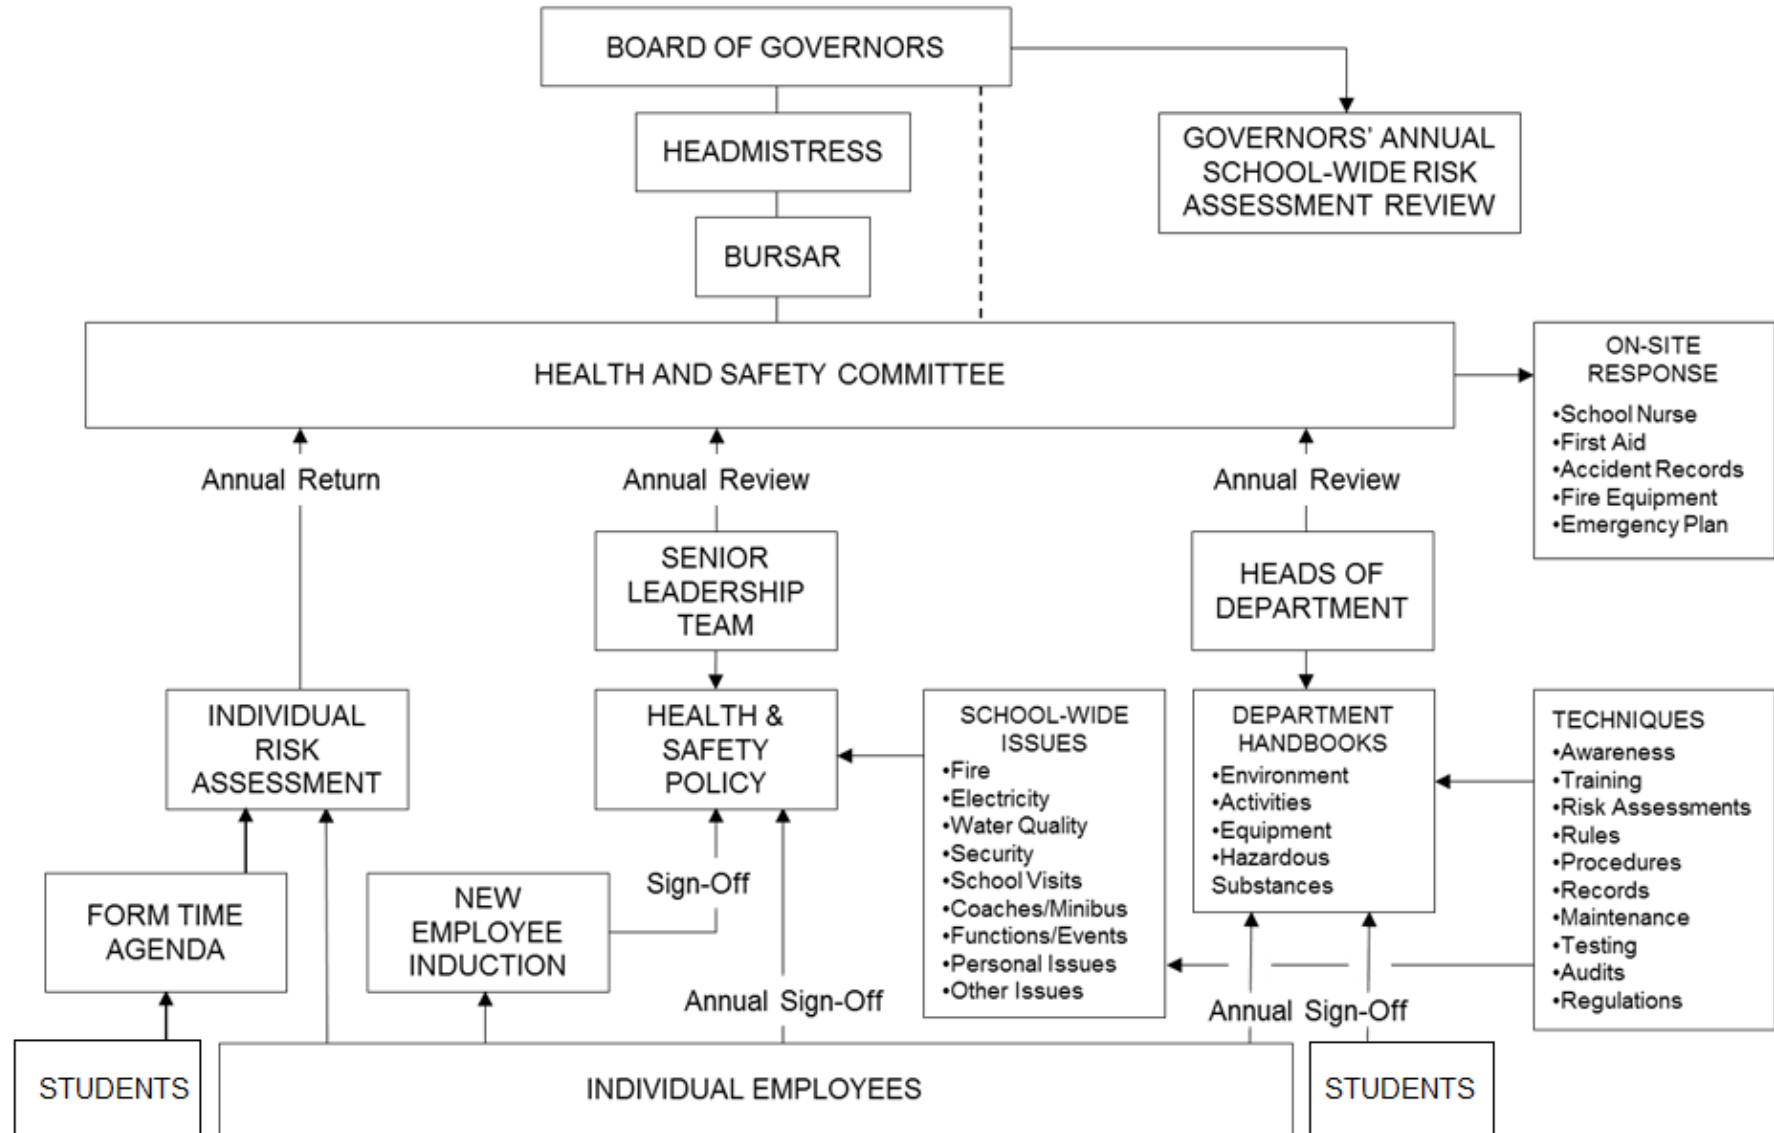 BOARD OF GOVERNORS
HEADMISTRESS
GOVERNORS' ANNUAL
SCHOOL-WIDE RISK
ASSESSMENT REVIEW
BURSAR
HEALTH AND SAFETY COMMITTEE
ON-SITE
RESPONSE
•School Nurse
•First Aid
•Accident Records
•Fire Equipment
•Emergency Plan
Annual Return
Annual Review
Annual Review
SENIOR
LEADERSHIP
TEAM
HEADS OF
DEPARTMENT
INDIVIDUAL
RISK
ASSESSMENT
HEALTH &
SAFETY
POLICY
SCHOOL-WIDE
ISSUES
•Fire
•Electricity
•Water Quality
•Security
•School Visits
•Coaches/Minibus
•Functions/Events
•Personal Issues
•Other Issues
DEPARTMENT
HANDBOOKS
•Environment
•Activities
•Equipment
•Hazardous
Substances
TECHNIQUES
•Awareness
•Training
•Risk Assessments
•Rules
•Procedures
•Records
•Maintenance
•Testing
•Audits
•Regulations
FORM TIME
AGENDA
NEW
EMPLOYEE
INDUCTION
Sign-Off
Annual Sign-Off
Annual Sign-Off
STUDENTS
INDIVIDUAL EMPLOYEES
STUDENTS